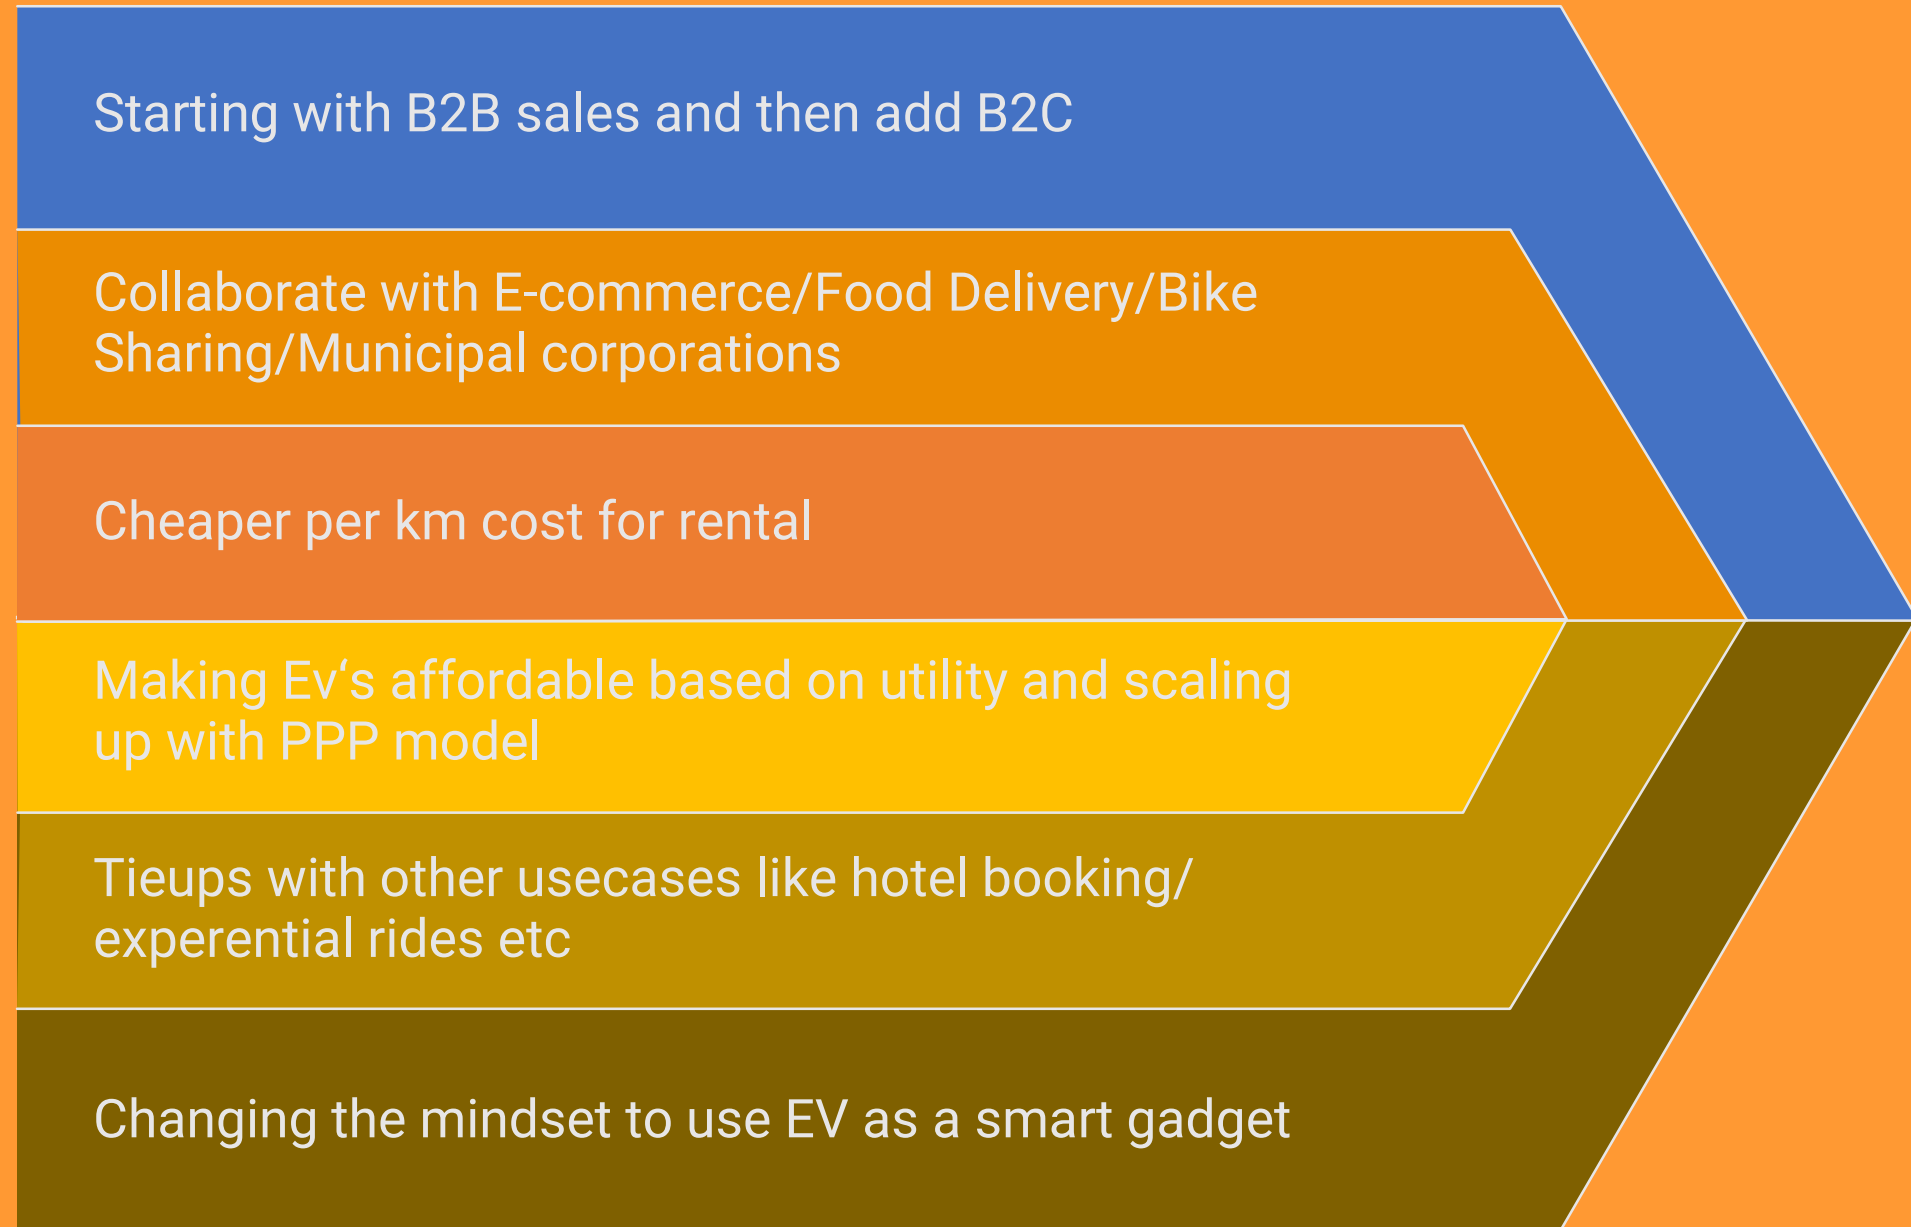 Starting with B2B sales and then add B2C
Collaborate with E-commerce/Food Delivery/Bike
Sharing/Municipal corporations
Cheaper per km cost for rental
Making Ev‘s affordable based on utility and scaling
up with PPP model
Tieups with other usecases like hotel booking/
experential rides etc
Changing the mindset to use EV as a smart gadget